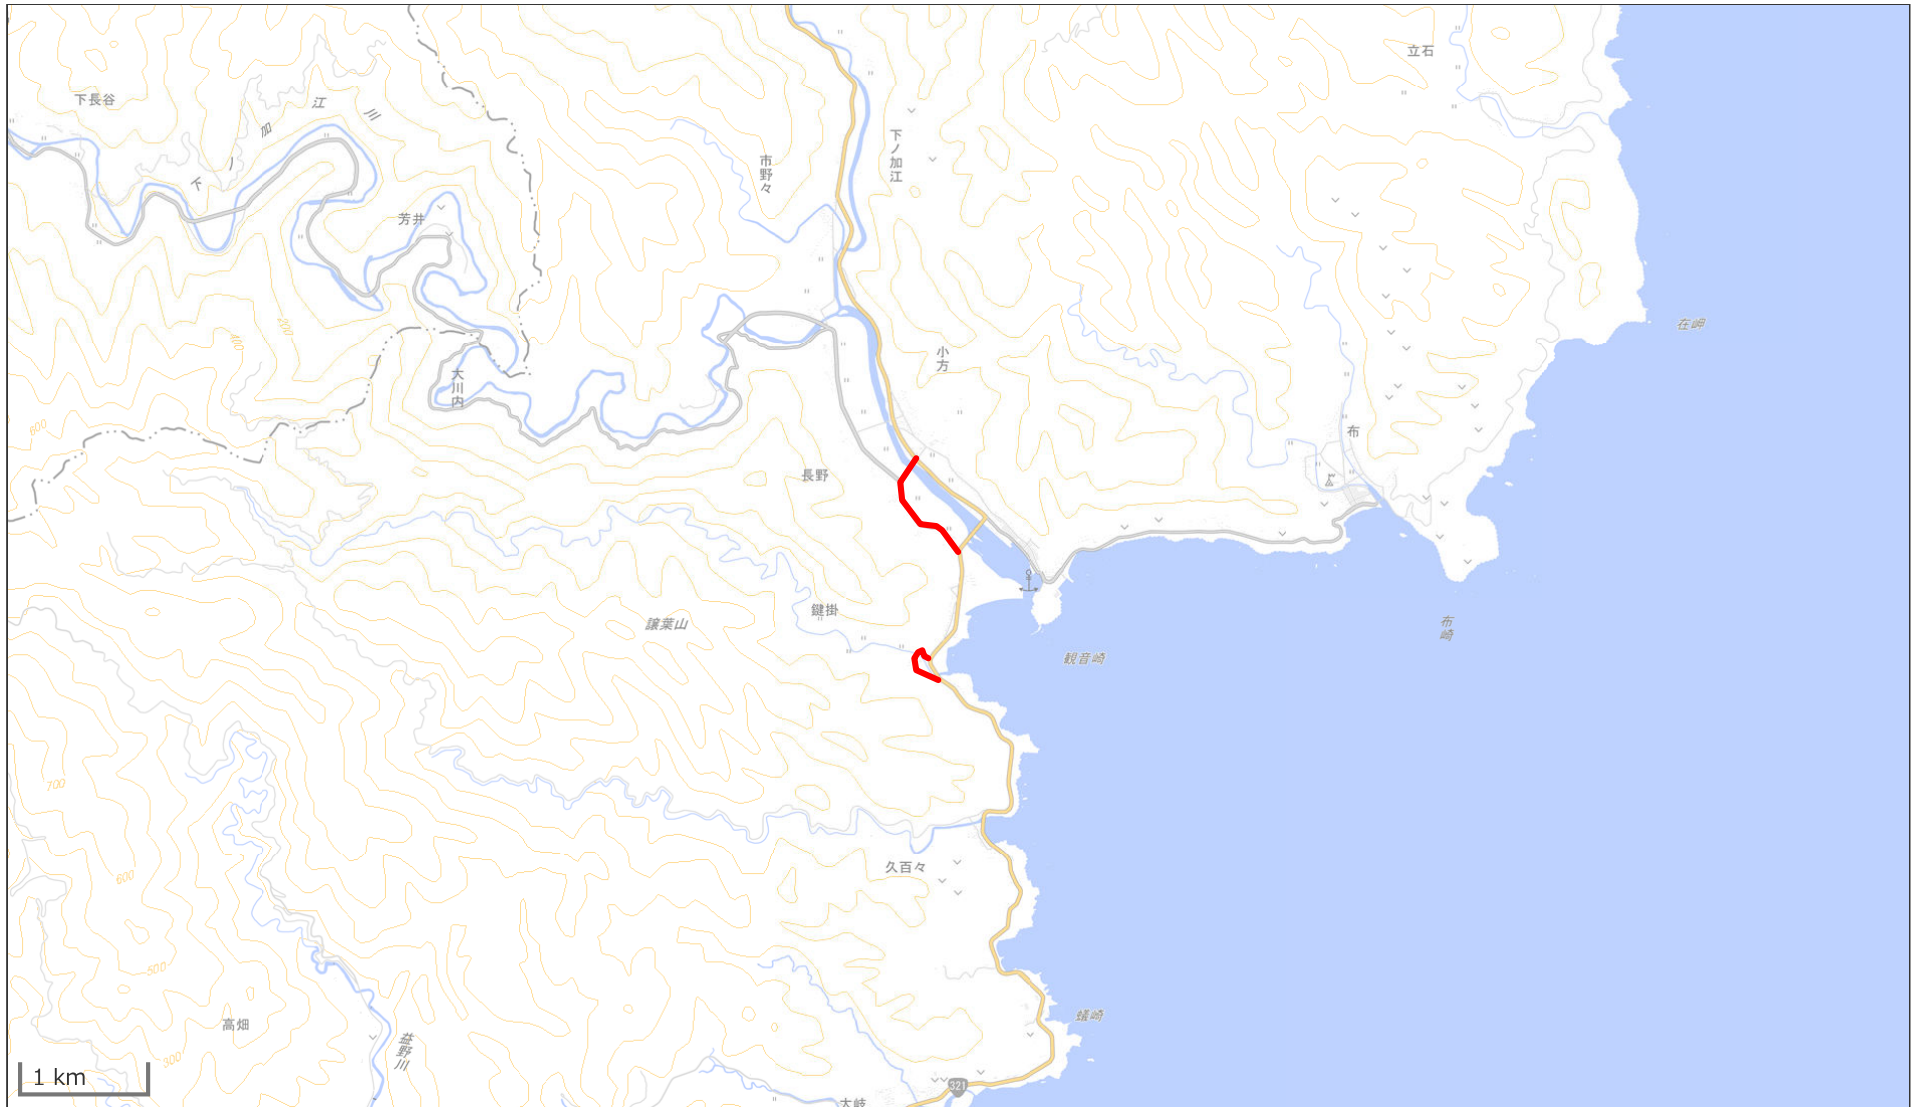 立石
下長谷
下ノ加江川
下ノ加江
市野々
芳井
200
400
在岬
小方
大川内
600
布
長野
鍵掛
譲葉山
布崎
観音崎
700
久百々
600
500
高畑
益野川
300
蟻崎
321
大岐
1 km